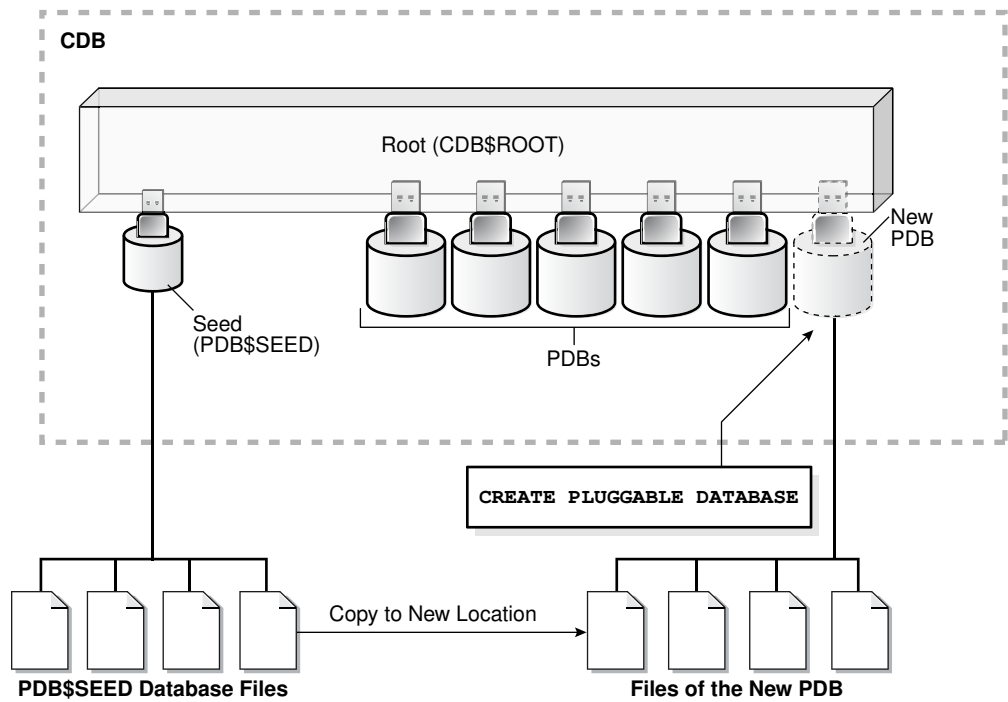 CDB
Root (CDB$ROOT)
New
PDB
Seed
(PDB$SEED)
PDBs
CREATE PLUGGABLE DATABASE
Copy to New Location
PDB$SEED Database Files
Files of the New PDB